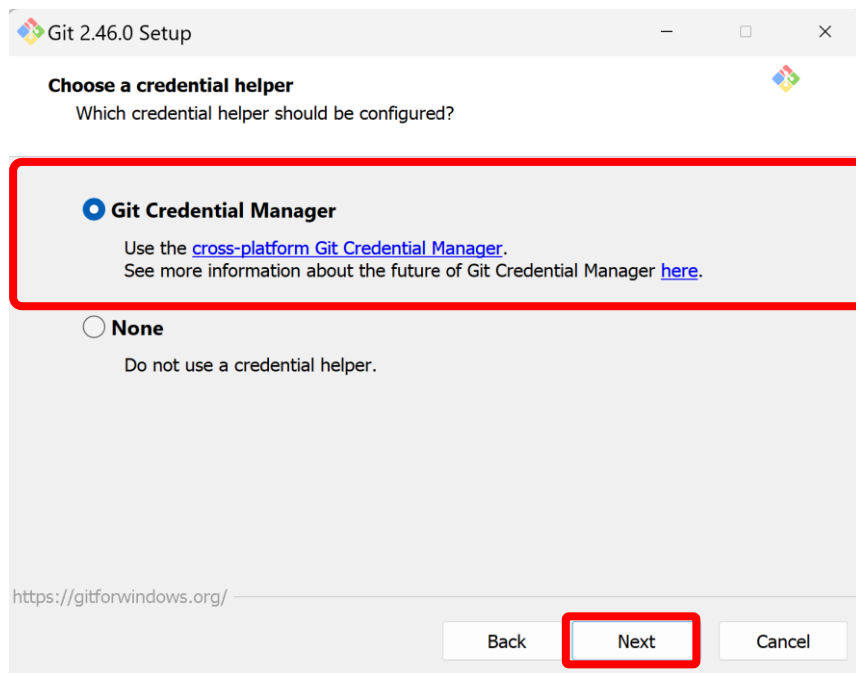 Git 2.46.0 Setup
Choose a credential helper
Which credential helper should be configured?
Git Credential Manager
Use the cross-platform Git Credential Manager.
See more information about the future of Git Credential Manager here.
None
Do not use a credential helper.
https://gitforwindows.org/
Back Next Cancel